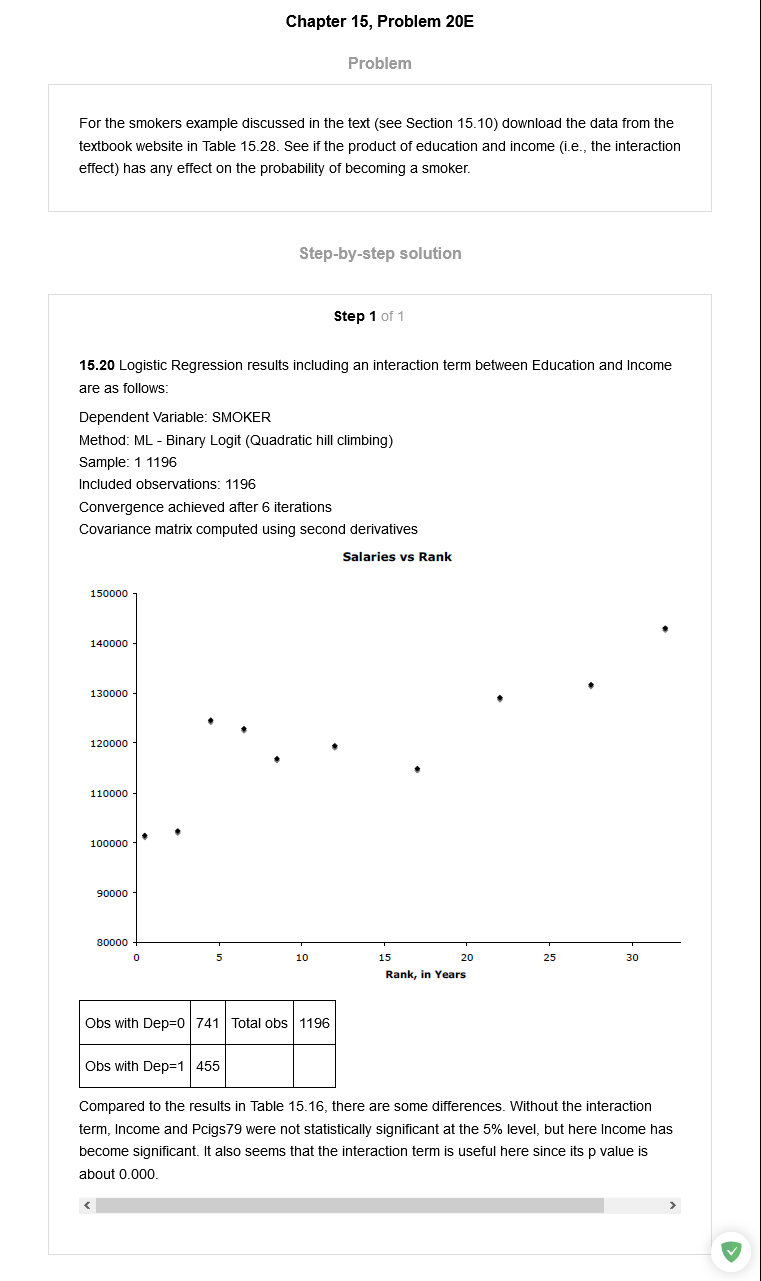 Chapter 15, Problem 20E
Problem
For the smokers example discussed in the text (see Section 15.10) download the data from the
textbook website in Table 15.28. See if the product of education and income (i.e., the interaction
effect) has any effect on the probability of becoming a smoker.
Step-by-step solution
Step 1 of 1
15.20 Logistic Regression results including an interaction term between Education and Income
are as follows:
Dependent Variable: SMOKER
Method: ML - Binary Logit (Quadratic hill climbing)
Sample: 1 1196
Included observations: 1196
Convergence achieved after 6 iterations
Covariance matrix computed using second derivatives
Salaries vs Rank
150000
140000
130000
120000
110000
100000
90000
80000
0 5 10 15 20 25 30
Rank, in Years
Obs with Dep=0 741 Total obs 1196
Obs with Dep=1 455
Compared to the results in Table 15.16, there are some differences. Without the interaction
term, Income and Pcigs79 were not statistically significant at the 5% level, but here Income has
become significant. It also seems that the interaction term is useful here since its p value is
about 0.000.